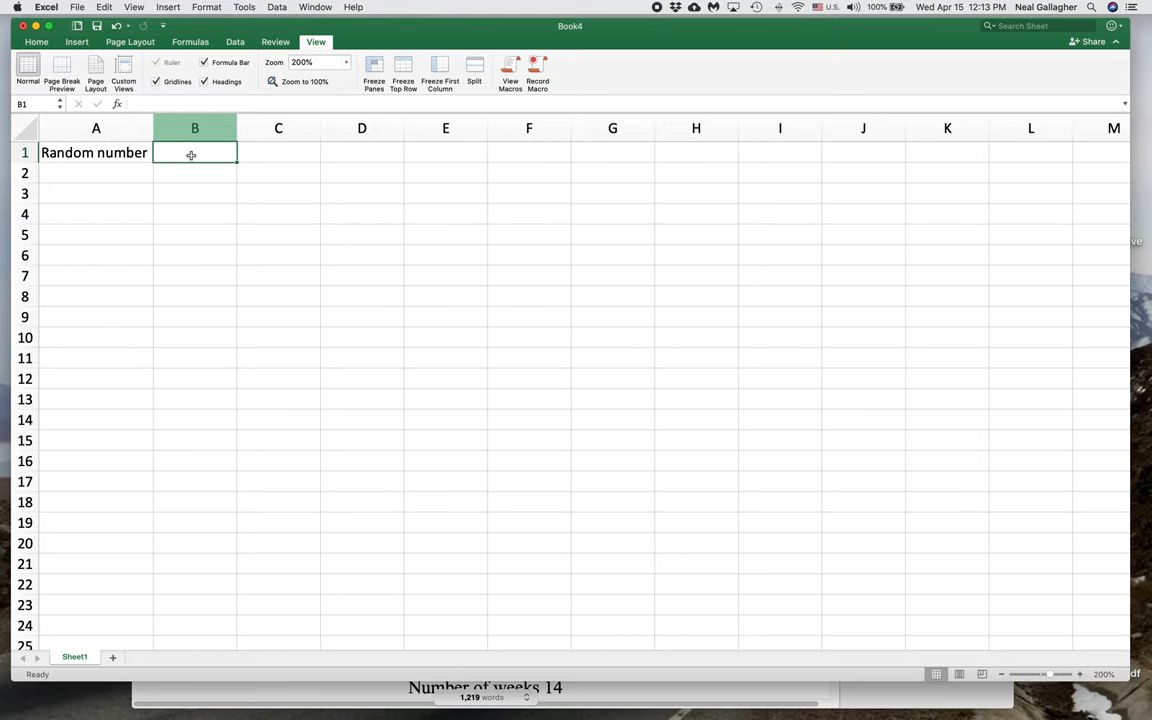 Excel File Edit View Insert Format Tools Data Window Help U.S. 100% Wed Apr 15 12:13 PM Neal Gallagher
Book4 Search Sheet
Home Insert Page Layout Formulas Data Review View Share
Normal Page Break Preview Page Layout Custom Views Ruler Formula Bar Gridlines Headings Zoom 200% Zoom to 100% Freeze Panes Freeze Top Row Freeze First Column Split View Macros Record Macro
B1 fx
A B C D E F G H I J K L M
1 Random number
2
3
4
5
6
7
8
9
10
11
12
13
14
15
16
17
18
19
20
21
22
23
24
25
Sheet1
Ready 200%
Number of weeks 14
1,219 words
ve
df